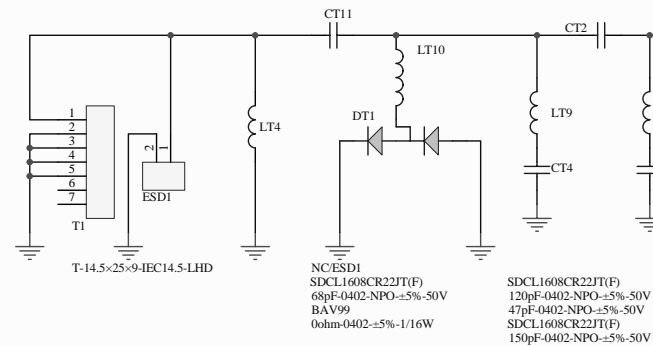 CT11
CT2
LT10
1
2
3
4
5
6
7
T1
2
1
ESD1
LT4
DT1
LT9
CT4
T-14.5×25×9-IEC14.5-LHD
NC/ESD1
SDCL1608CR22JT(F)
68pF-0402-NPO-±5%-50V
BAV99
0ohm-0402-±5%-1/16W
SDCL1608CR22JT(F)
120pF-0402-NPO-±5%-50V
47pF-0402-NPO-±5%-50V
SDCL1608CR22JT(F)
150pF-0402-NPO-±5%-50V